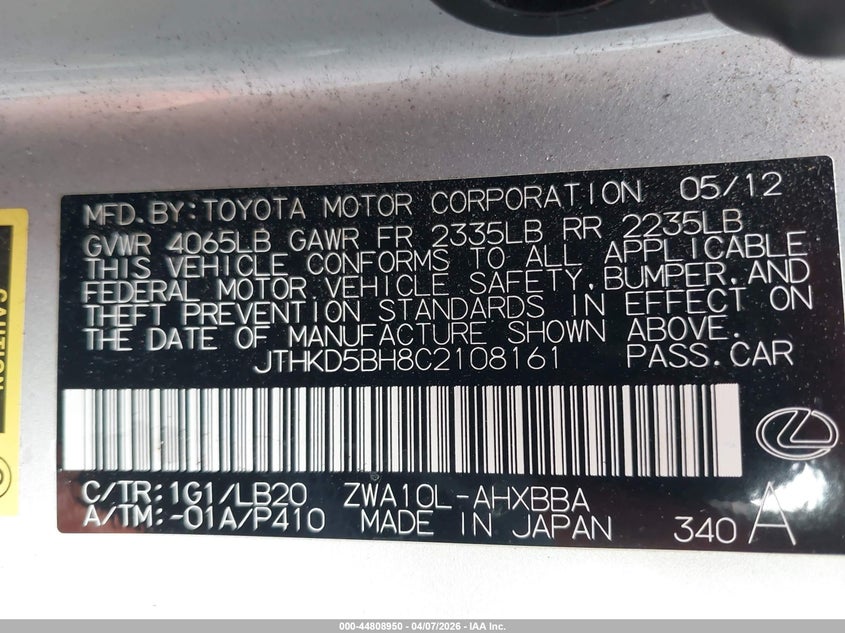 MFD.BY:TOYOTA MOTOR CORPORATION 05/12
GVWR 4065LB GAWR FR 2335LB RR 2235LB
THIS VEHICLE CONFORMS TO ALL APPLICABLE
FEDERAL MOTOR VEHICLE SAFETY,BUMPER,AND
THEFT PREVENTION STANDARDS IN EFFECT ON
THE DATE OF MANUFACTURE SHOWN ABOVE.
JTHKD5BH8C2108161 PASS.CAR
CAUTION
C/TR:1G1/LB20 ZWA10L-AHXBBA
A/TM:-01A/P410 MADE IN JAPAN 340 A
000-44808950 - 04/07/2026 - IAA Inc.